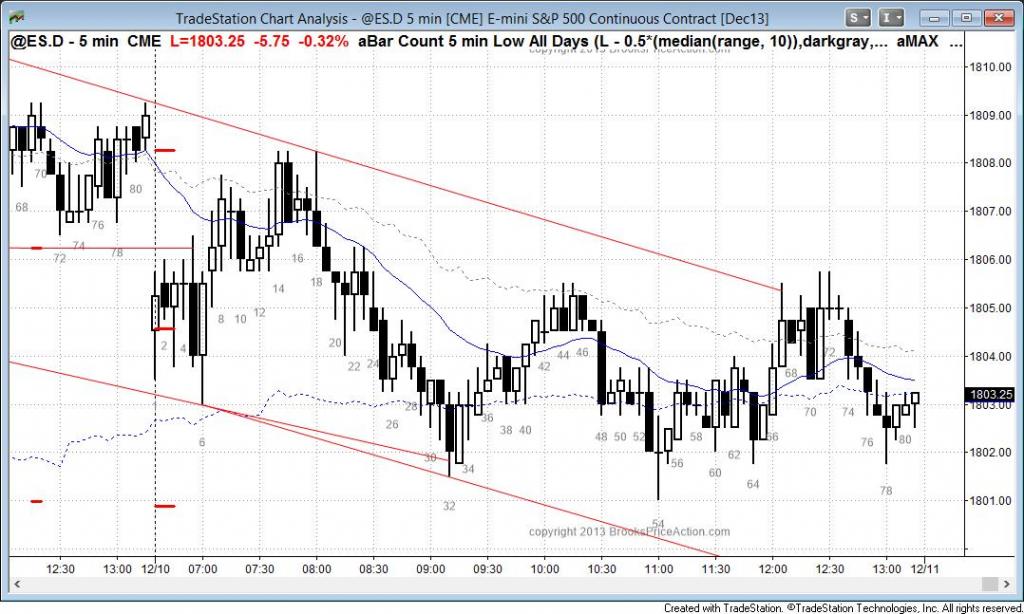 TradeStation Chart Analysis - @ES.D 5 min [CME] E-mini S&P 500 Continuous Contract [Dec13]
S I
@ES.D - 5 min CME L=1803.25 -5.75 -0.32% aBar Count 5 min Low All Days (L - 0.5*(median(range, 10)),darkgray,... aMAX ...
copyright 2013 BrooksPriceAction.com
1810.00
1809.00
1808.00
1807.00
1806.00
1805.00
1804.00
1803.25
1803.00
1802.00
1801.00
68 70 72 74 76 78 80
2 4 6 8 10 12 14 16 18 20 22 24 26 28 30 32 34 36 38 40 42 44 46 48 50 52 54 56 58 60 62 64 66 68 70 72 74 76 78 80
copyright 2013 BrooksPriceAction.com
12:30 13:00 12/10 07:00 07:30 08:00 08:30 09:00 09:30 10:00 10:30 11:00 11:30 12:00 12:30 13:00 12/11
Created with TradeStation. ©TradeStation Technologies, Inc. All rights reserved.